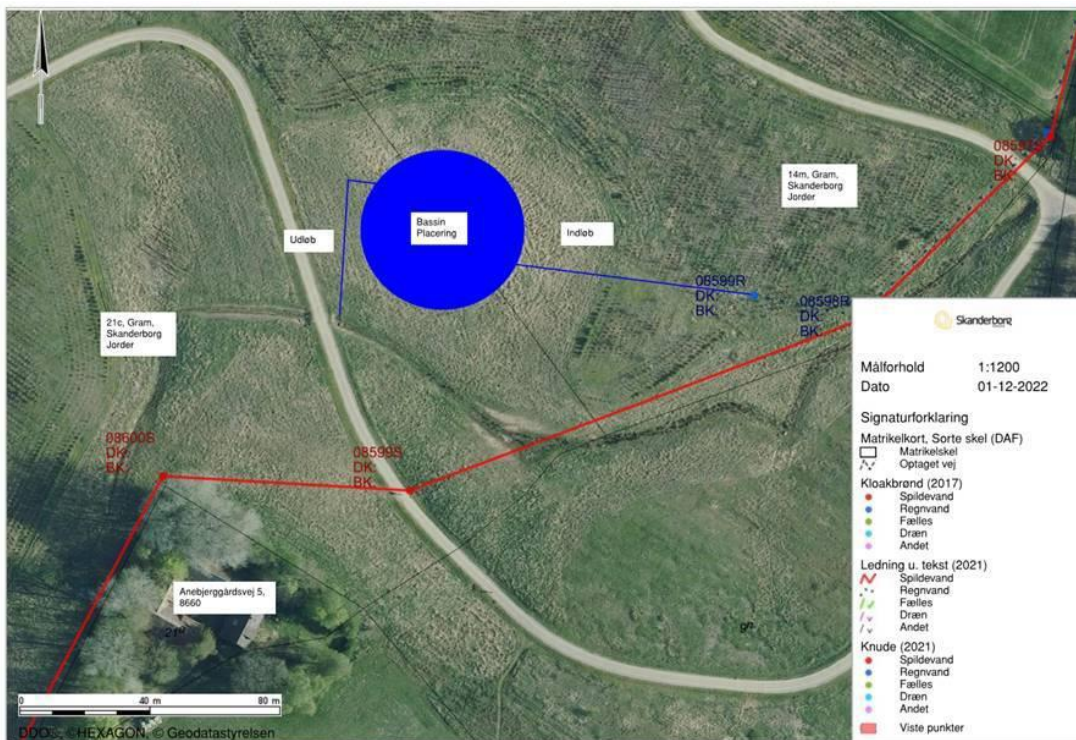 Bassin
Placering
14m, Gram,
Skanderborg
Jorder
Udløb
Indløb
08599R
DK:
BK:
08598R
DK:
BK:
DK:
BK:
21c, Gram,
Skanderborg
Jorder
08600S
DK:
BK:
08599S
DK:
BK:
Anebjerggårdsvej 5,
8660
0 40 m 80 m
DDO®, ©HEXAGON, © Geodatastyrelsen
Skanderborg
Målforhold 1:1200
Dato 01-12-2022
Signaturforklaring
Matrikelkort, Sorte skel (DAF)
Matrikelskel
Optaget vej
Kloakbrønd (2017)
Spildevand
Regnvand
Fælles
Dræn
Andet
Ledning u. tekst (2021)
Spildevand
Regnvand
Fælles
Dræn
Andet
Knude (2021)
Spildevand
Regnvand
Fælles
Dræn
Andet
Viste punkter